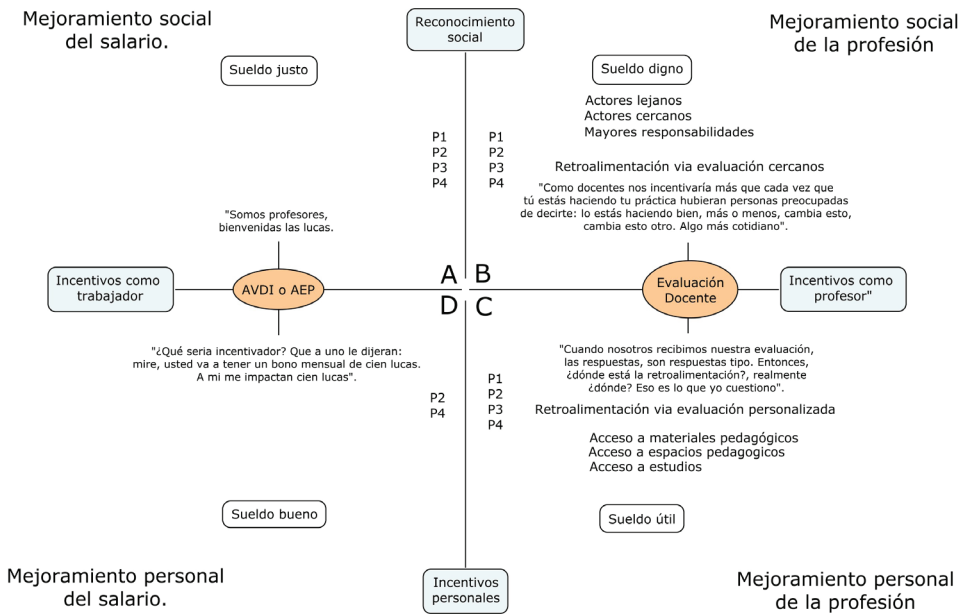 Mejoramiento social
del salario.
Reconocimiento
social
Mejoramiento social
de la profesión
Sueldo justo
Sueldo digno
Actores lejanos
Actores cercanos
Mayores responsabilidades
P1
P2
P3
P4
P1
P2
P3
P4
Retroalimentación via evaluación cercanos
"Como docentes nos incentivaría más que cada vez que
tú estás haciendo tu práctica hubieran personas preocupadas
de decirte: lo estás haciendo bien, más o menos, cambia esto,
cambia esto otro. Algo más cotidiano".
"Somos profesores,
bienvenidas las lucas.
A
B
Incentivos como
trabajador
AVDI o AEP
Evaluación
Docente
Incentivos como
profesor"
D
C
"¿Qué seria incentivador? Que a uno le dijeran:
mire, usted va a tener un bono mensual de cien lucas.
A mi me impactan cien lucas".
"Cuando nosotros recibimos nuestra evaluación,
las respuestas, son respuestas tipo. Entonces,
¿dónde está la retroalimentación?, realmente
¿dónde? Eso es lo que yo cuestiono".
P2
P4
P1
P2
P3
P4
Retroalimentación via evaluación personalizada
Acceso a materiales pedagógicos
Acceso a espacios pedagogicos
Acceso a estudios
Sueldo bueno
Sueldo útil
Mejoramiento personal
del salario.
Incentivos
personales
Mejoramiento personal
de la profesión